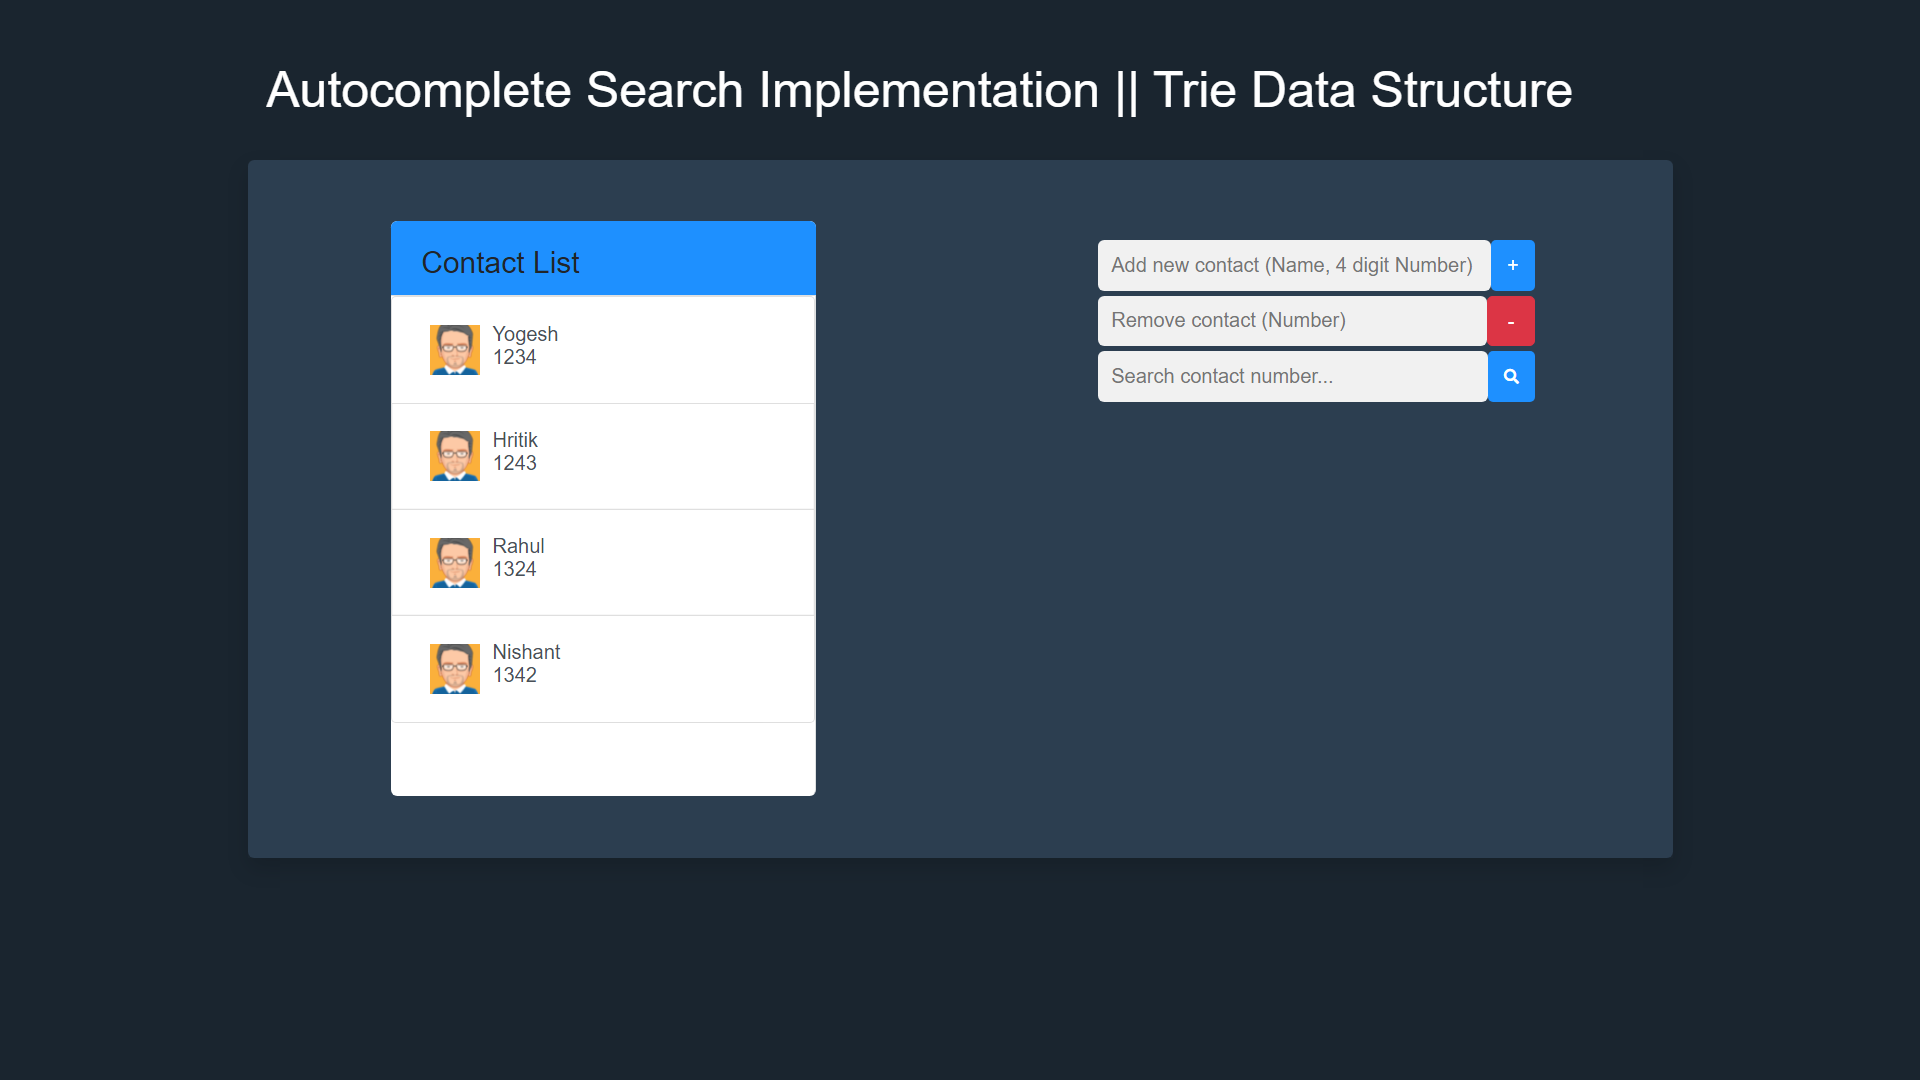 Autocomplete Search Implementation || Trie Data Structure
Contact List
Yogesh
1234
Hritik
1243
Rahul
1324
Nishant
1342
Add new contact (Name, 4 digit Number)
+
Remove contact (Number)
-
Search contact number...